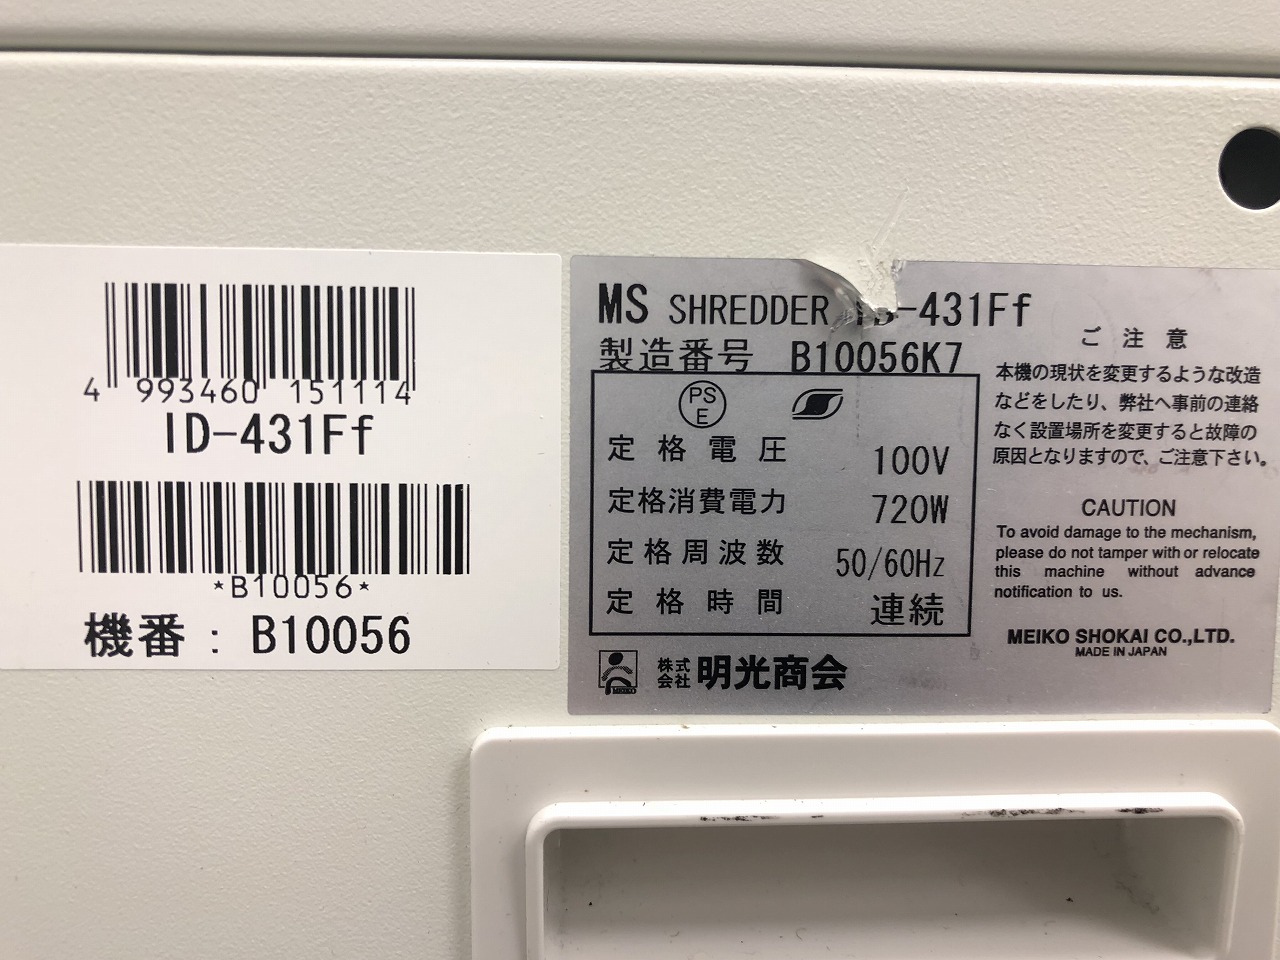 4 993460 151114
ID-431Ff
*B10056*
機番: B10056
MS SHREDDER ID-431Ff
製造番号 B10056K7
PS
E
定格電圧 100V
定格消費電力 720W
定格周波数 50/60Hz
定格時間 連続
MEIKO
株式
会社 明光商会
ご注意
本機の現状を変更するような改造
などをしたり、弊社へ事前の連絡
なく設置場所を変更すると故障の
原因となりますので、ご注意下さい。
CAUTION
To avoid damage to the mechanism,
please do not tamper with or relocate
this machine without advance
notification to us.
MEIKO SHOKAI CO.,LTD.
MADE IN JAPAN